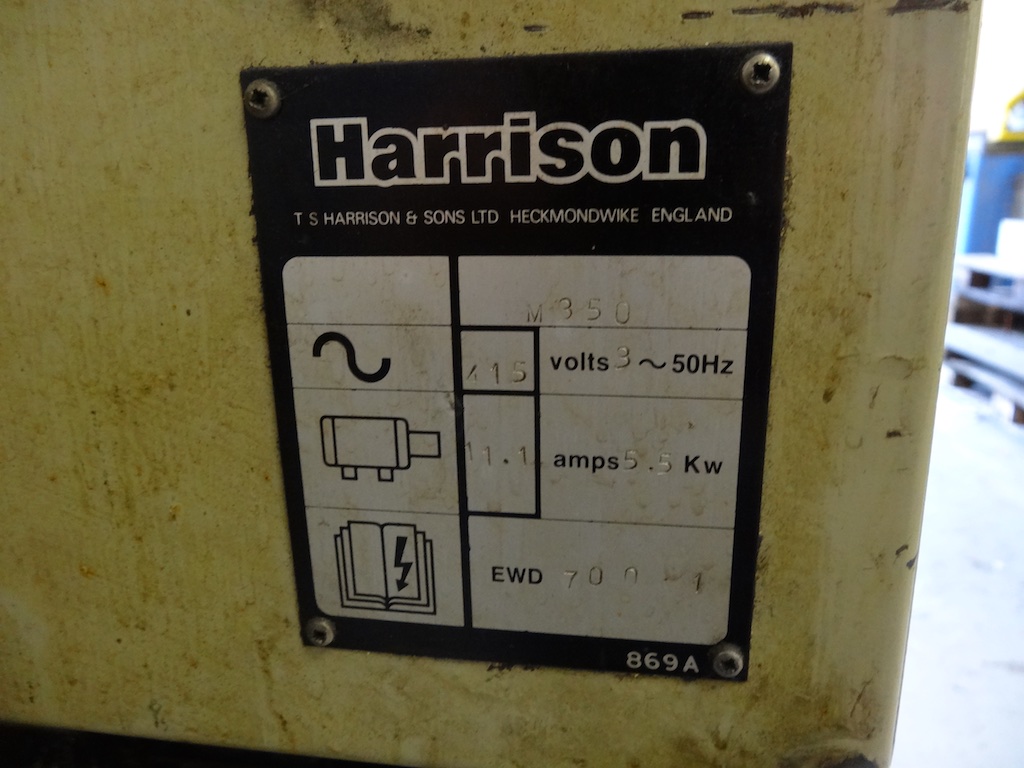 Harrison
T S HARRISON & SONS LTD HECKMONDWIKE ENGLAND
M350
415 volts 3 ~ 50Hz
11.1 amps 5.5 Kw
EWD 700-1
869A